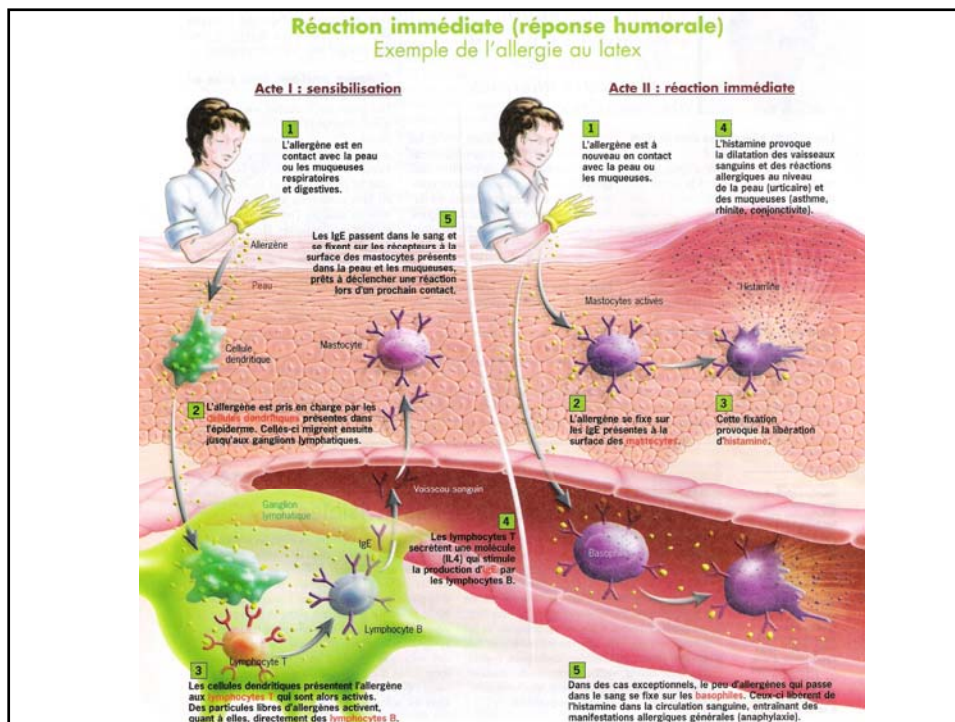 Réaction immédiate (réponse humorale)
Exemple de l'allergie au latex
Acte I : sensibilisation
1
L'allergène est en
contact avec la peau
ou les muqueuses
respiratoires
et digestives.
5
Les IgE passent dans le sang et
se fixent sur les récepteurs à la
surface des mastocytes présents
dans la peau et les muqueuses,
prêts à déclencher une réaction
lors d'un prochain contact.
Allergène
Peau
Cellule
dendritique
Mastocyte
2
L'allergène est pris en charge par les
cellules dendritiques présentes dans
l'épiderme. Celles-ci migrent ensuite
jusqu'aux ganglions lymphatiques.
Vaisseau sanguin
Ganglion
lymphatique
IgE
4
Les lymphocytes T
secrètent une molécule
(IL4) qui stimule
la production d'IgE par
les lymphocytes B.
Lymphocyte B
Lymphocyte T
3
Les cellules dendritiques présentent l'allergène
aux lymphocytes T qui sont alors activés.
Des particules libres d'allergènes activent,
quant à elles, directement des lymphocytes B.
Acte II : réaction immédiate
1
L'allergène est à
nouveau en contact
avec la peau ou
les muqueuses.
4
L'histamine provoque
la dilatation des vaisseaux
sanguins et des réactions
allergiques au niveau
de la peau (urticaire) et
des muqueuses (asthme,
rhinite, conjonctivite).
Mastocytes activés
Histamine
2
L'allergène se fixe sur
les IgE présentes à la
surface des mastocytes.
3
Cette fixation
provoque la libération
d'histamine.
Basophile
5
Dans des cas exceptionnels, le peu d'allergènes qui passe
dans le sang se fixe sur les basophiles. Ceux-ci libèrent de
l'histamine dans la circulation sanguine, entraînant des
manifestations allergiques générales (anaphylaxie).